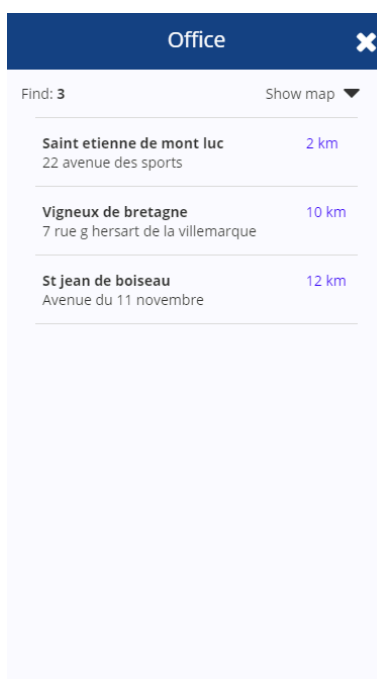 Office
Find: 3 Show map
Saint etienne de mont luc 2 km
22 avenue des sports
Vigneux de bretagne 10 km
7 rue g hersart de la villemarque
St jean de boiseau 12 km
Avenue du 11 novembre